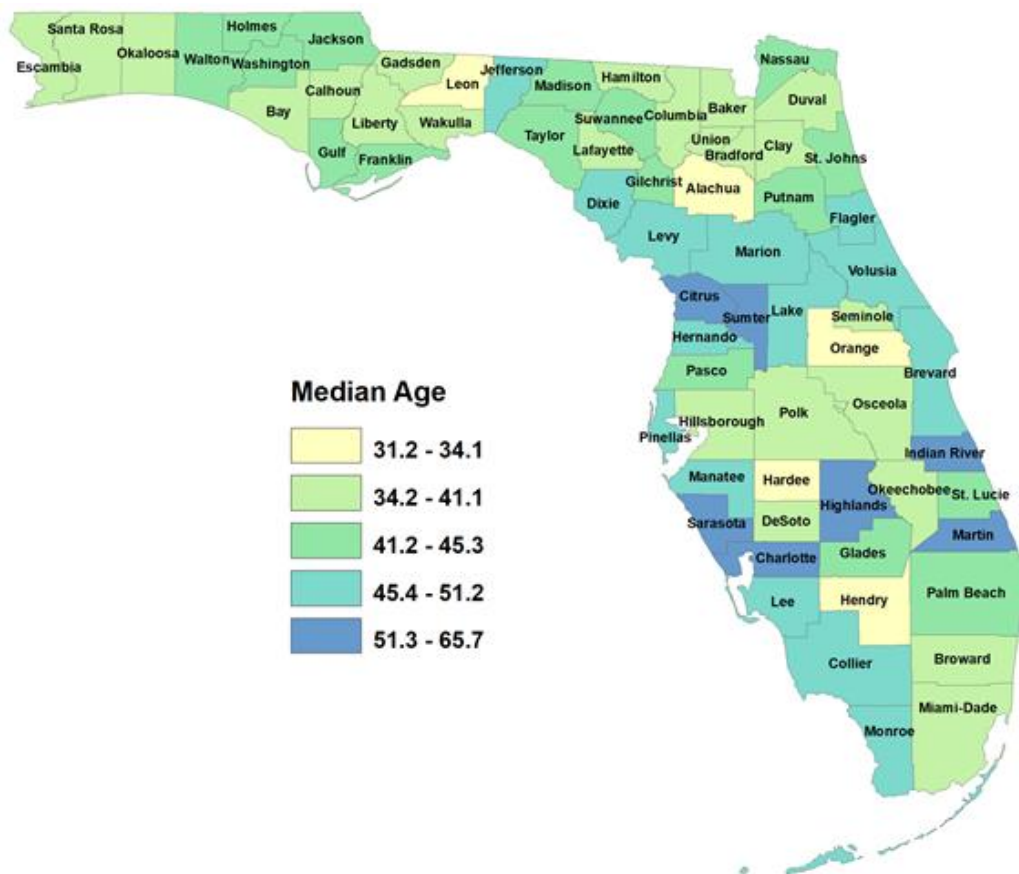 Holmes
Santa Rosa
Jackson
Okaloosa
Walton
Washington
Escambia
Gadsden
Jefferson
Leon
Madison
Hamilton
Nassau
Calhoun
Bay
Liberty
Wakulla
Taylor
Suwannee
Columbia
Baker
Duval
Gulf
Franklin
Lafayette
Union
Bradford
Clay
St. Johns
Dixie
Gilchrist
Alachua
Putnam
Flagler
Levy
Marion
Volusia
Citrus
Sumter
Lake
Seminole
Hernando
Orange
Pasco
Brevard
Median Age
31.2 - 34.1
34.2 - 41.1
41.2 - 45.3
45.4 - 51.2
51.3 - 65.7
Hillsborough
Polk
Osceola
Pinellas
Indian River
Manatee
Hardee
Highlands
Okeechobee
St. Lucie
Sarasota
DeSoto
Martin
Charlotte
Glades
Lee
Hendry
Palm Beach
Collier
Broward
Monroe
Miami-Dade